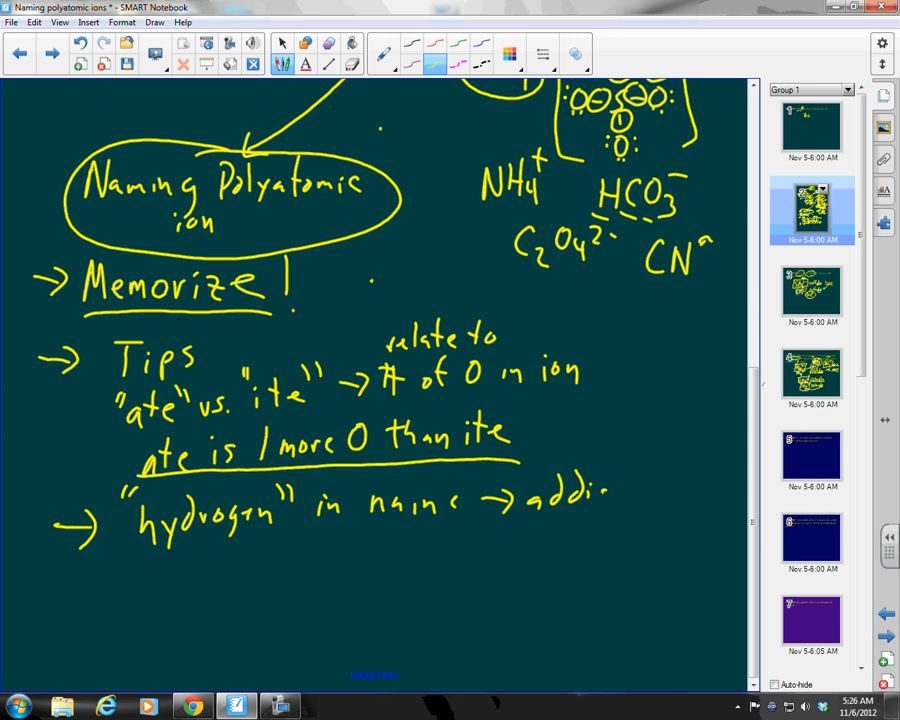 Naming polyatomic ions * - SMART Notebook
File Edit View Insert Format Draw Help
Group 1
NH4+
HCO3−
C2O4 2-
CN-
Naming Polyatomic
ion
→ Memorize!
→ Tips
relate to
"ate" vs. "ite" → # of O in ion
ate is 1 more O than ite
→ "hydrogen" in name → addi
Nov 5-6:00 AM
Nov 5-6:00 AM
Nov 5-6:00 AM
Nov 5-6:00 AM
Nov 5-6:00 AM
Nov 5-6:00 AM
Nov 5-6:05 AM
Auto-hide
5:26 AM
11/6/2012